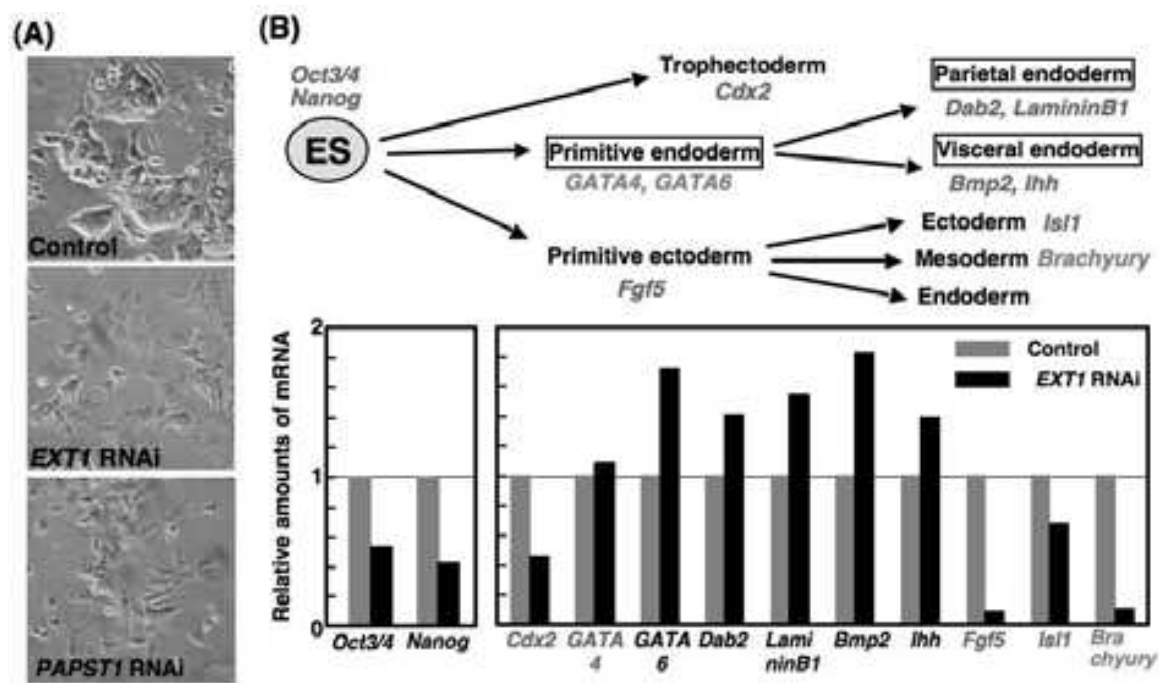 (A)
Control
EXT1 RNAi
PAPST1 RNAi
(B)
Oct3/4
Nanog
ES
Trophectoderm
Cdx2
Primitive endoderm
GATA4, GATA6
Primitive ectoderm
Fgf5
Parietal endoderm
Dab2, LamininB1
Visceral endoderm
Bmp2, Ihh
Ectoderm Isl1
Mesoderm Brachyury
Endoderm
Relative amounts of mRNA
2
1
0
Control
EXT1 RNAi
Oct3/4 Nanog
Cdx2 GATA GATA Dab2 Lami Bmp2 Ihh Fgf5 Isl1 Bra
4 6 ninB1 chyury